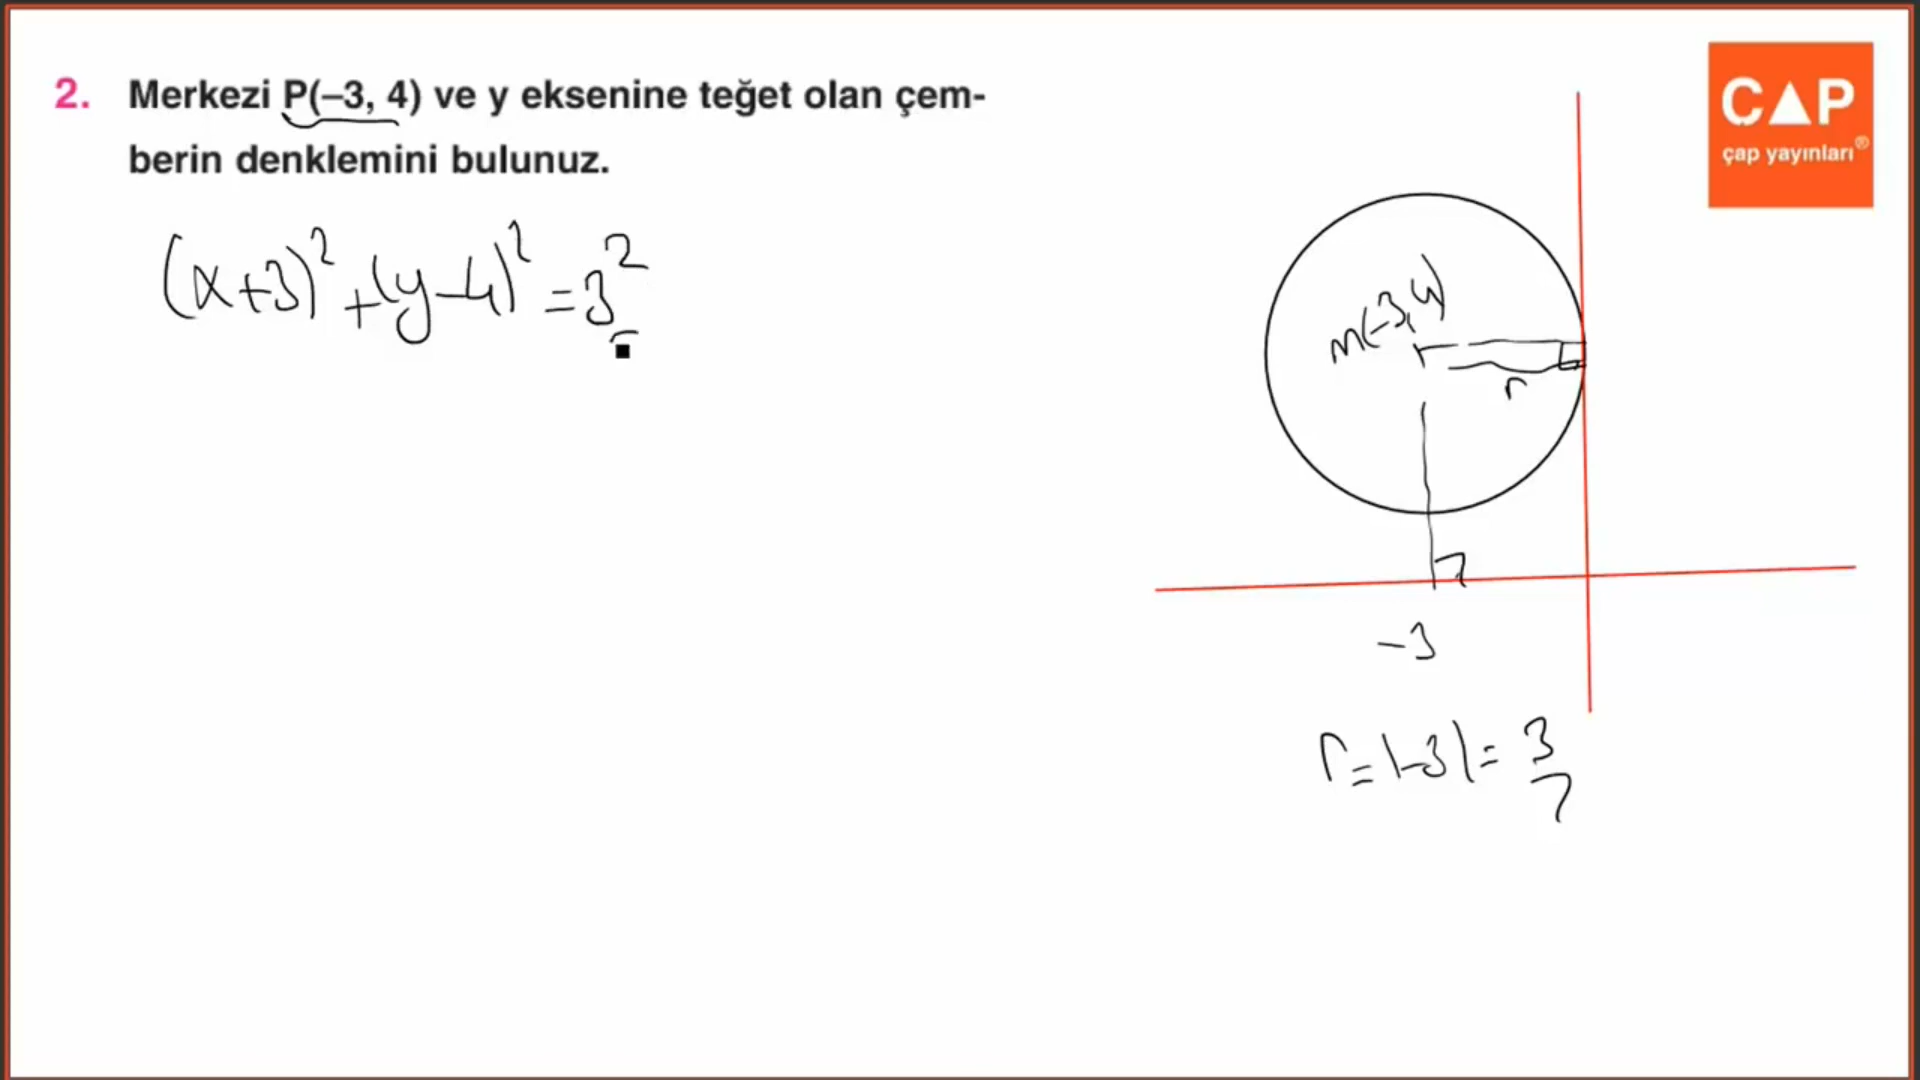 2. Merkezi P(–3, 4) ve y eksenine teğet olan çem-
berin denklemini bulunuz.
(x+3)² + (y-4)² = 3²
ÇAP
çap yayınları®
m(-3,4)
r
-3
r = |-3| = 3